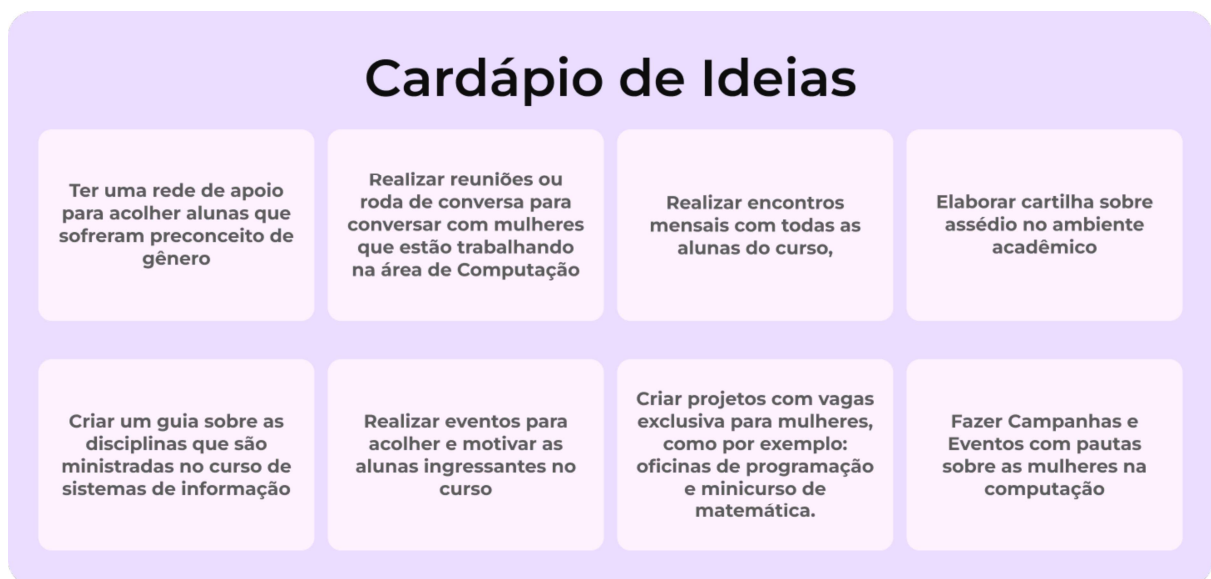 Cardápio de Ideias
Ter uma rede de apoio
para acolher alunas que
sofreram preconceito de
gênero
Realizar reuniões ou
roda de conversa para
conversar com mulheres
que estão trabalhando
na área de Computação
Realizar encontros
mensais com todas as
alunas do curso,
Elaborar cartilha sobre
assédio no ambiente
acadêmico
Criar um guia sobre as
disciplinas que são
ministradas no curso de
sistemas de informação
Realizar eventos para
acolher e motivar as
alunas ingressantes no
curso
Criar projetos com vagas
exclusiva para mulheres,
como por exemplo:
oficinas de programação
e minicurso de
matemática.
Fazer Campanhas e
Eventos com pautas
sobre as mulheres na
computação